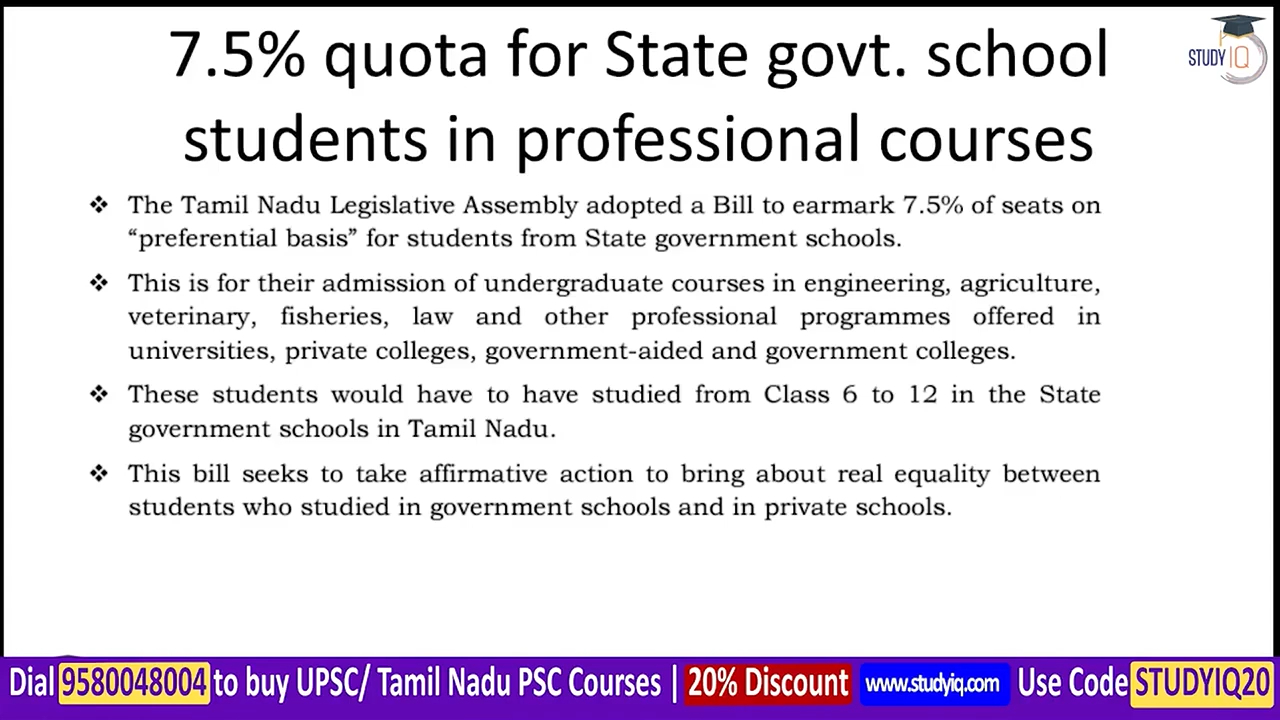 7.5% quota for State govt. school
students in professional courses
STUDY IQ
❖ The Tamil Nadu Legislative Assembly adopted a Bill to earmark 7.5% of seats on
“preferential basis” for students from State government schools.
❖ This is for their admission of undergraduate courses in engineering, agriculture,
veterinary, fisheries, law and other professional programmes offered in
universities, private colleges, government-aided and government colleges.
❖ These students would have to have studied from Class 6 to 12 in the State
government schools in Tamil Nadu.
❖ This bill seeks to take affirmative action to bring about real equality between
students who studied in government schools and in private schools.
Dial 9580048004 to buy UPSC/ Tamil Nadu PSC Courses | 20% Discount www.studyiq.com Use Code STUDYIQ20